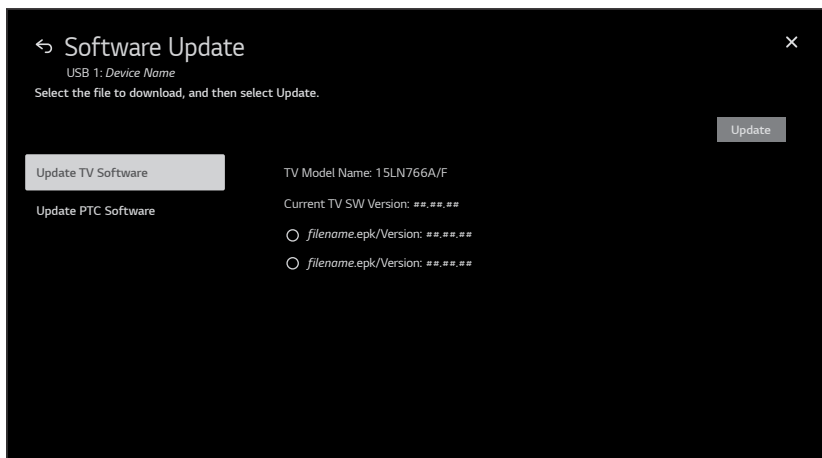 Software Update
USB 1: Device Name
Select the file to download, and then select Update.
Update
Update TV Software
TV Model Name: 15LN766A/F
Update PTC Software
Current TV SW Version: ##.##.##
filename.epk/Version: ##.##.##
filename.epk/Version: ##.##.##